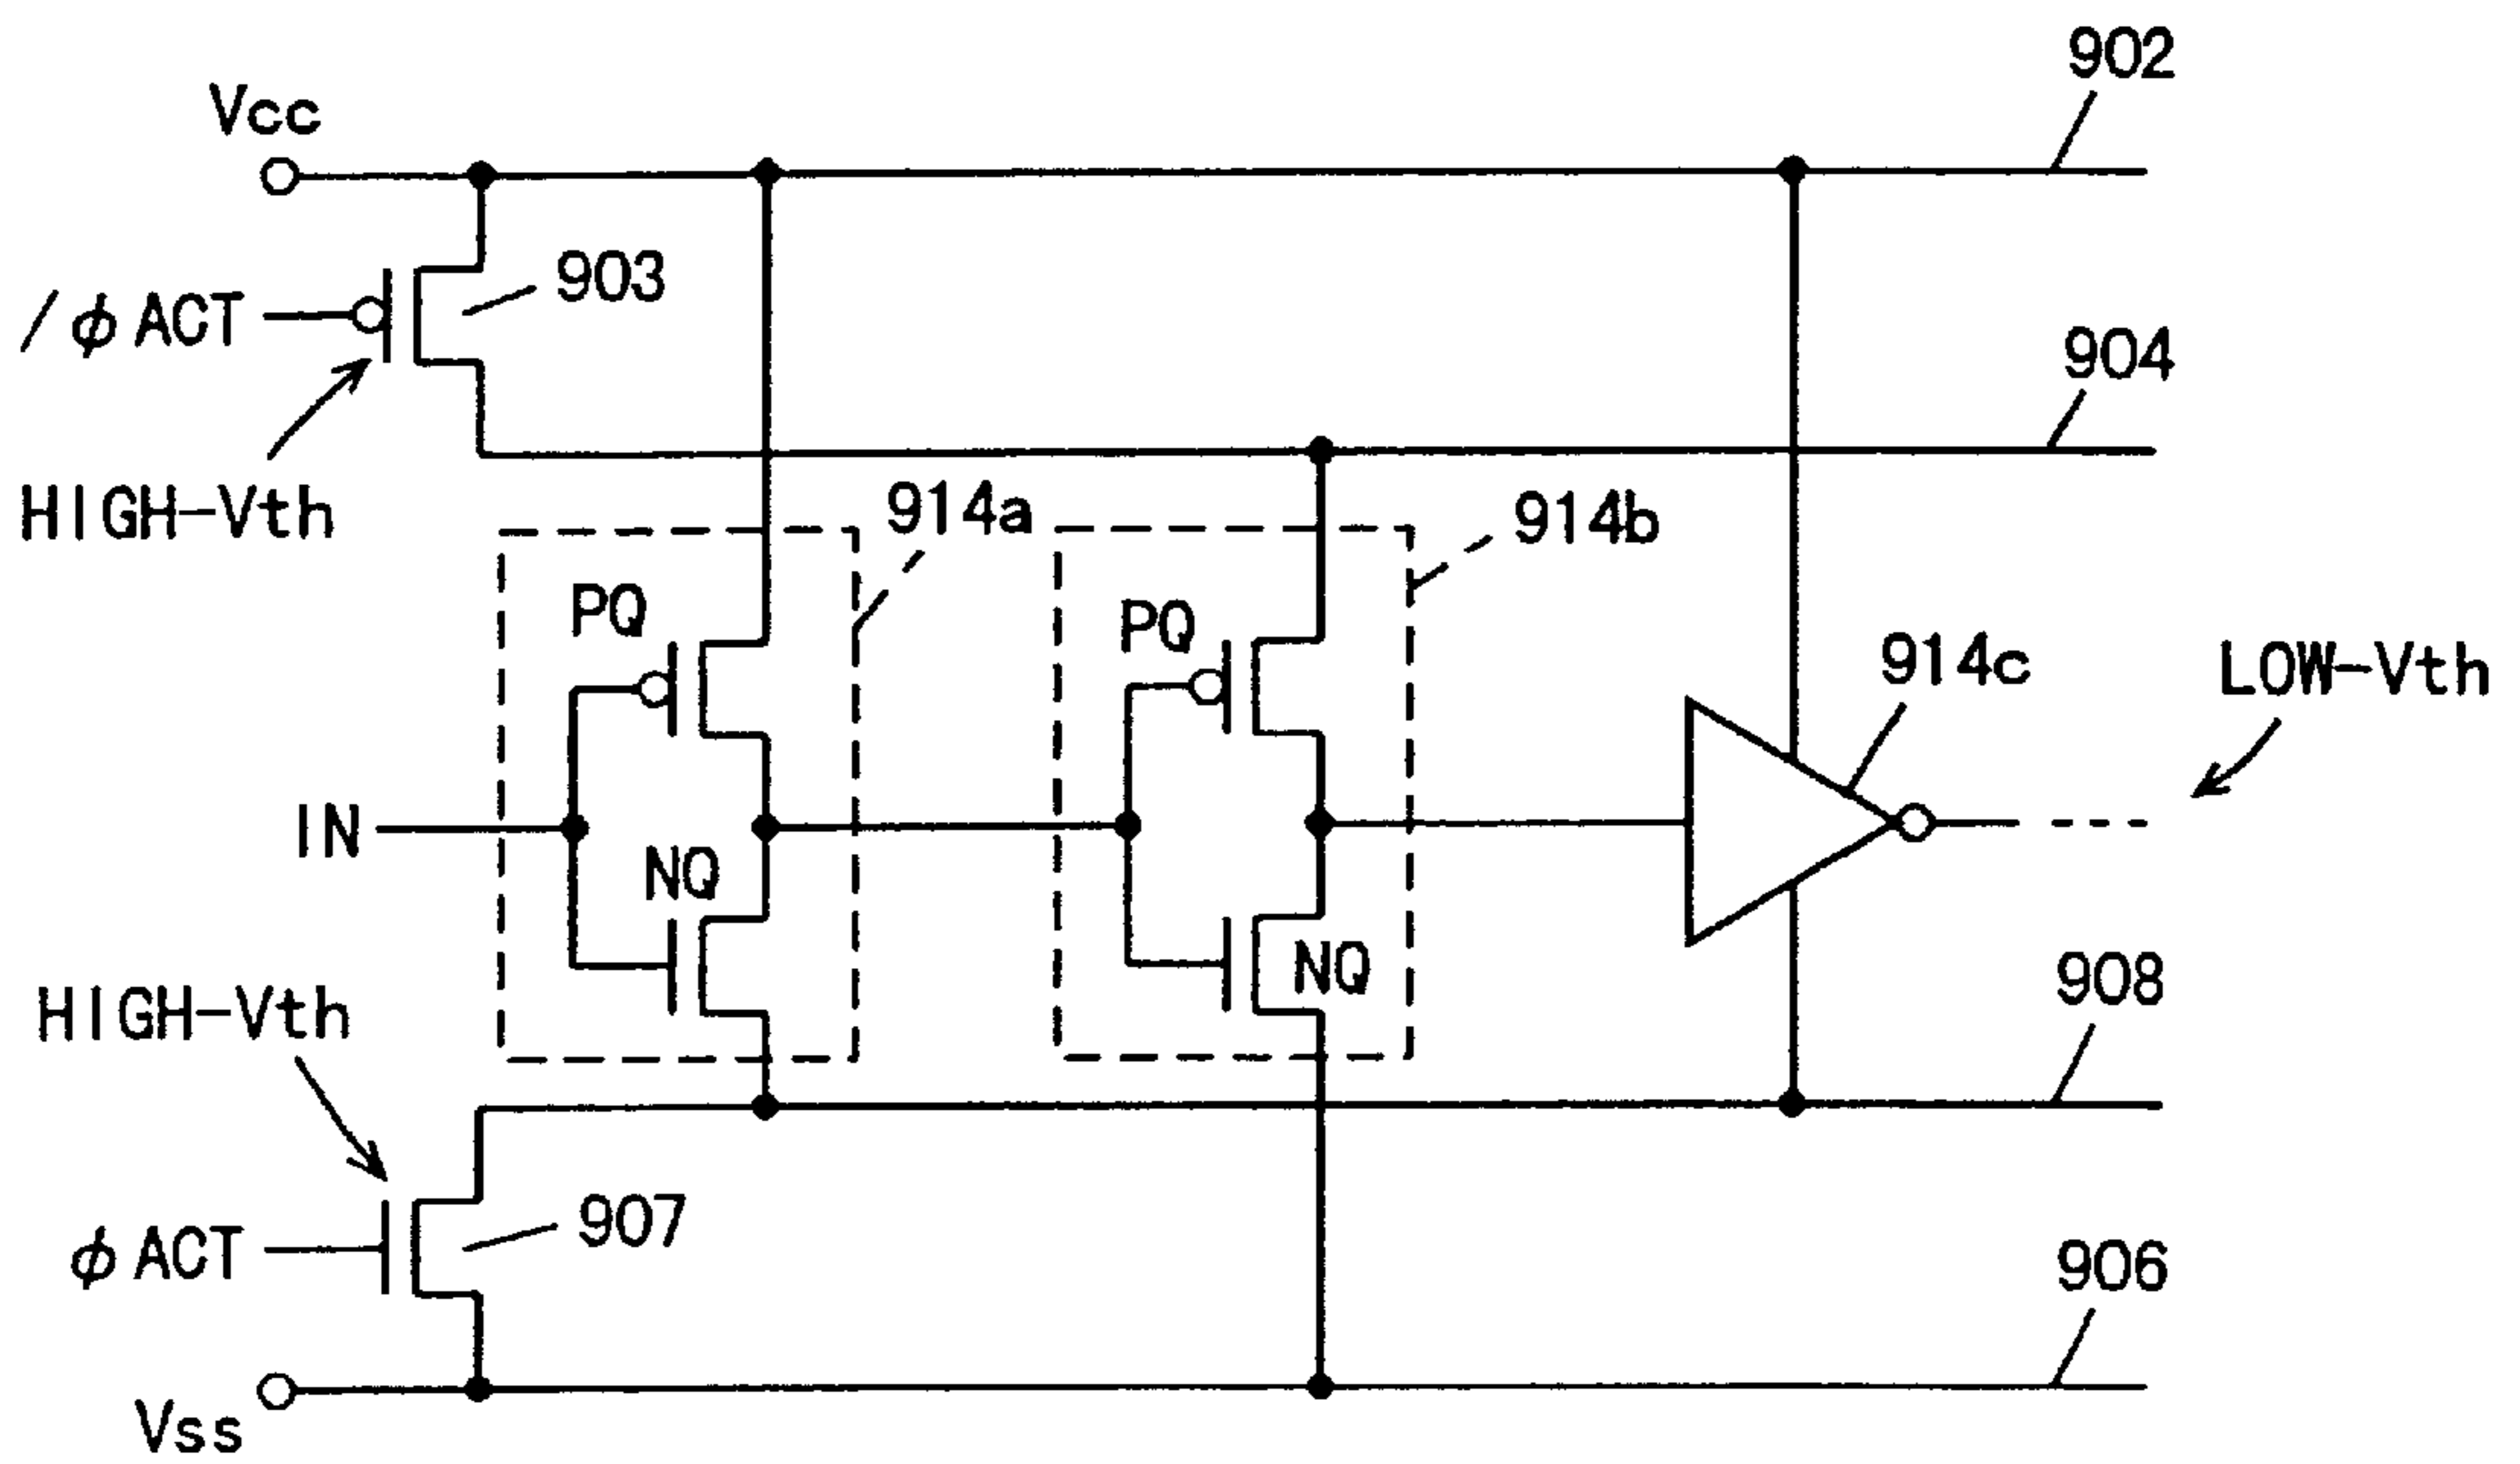 902
Vcc
903
/φACT
904
HIGH-Vth
914a
914b
PQ
PQ
914c
LOW-Vth
IN
NQ
NQ
908
HIGH-Vth
907
φACT
906
Vss